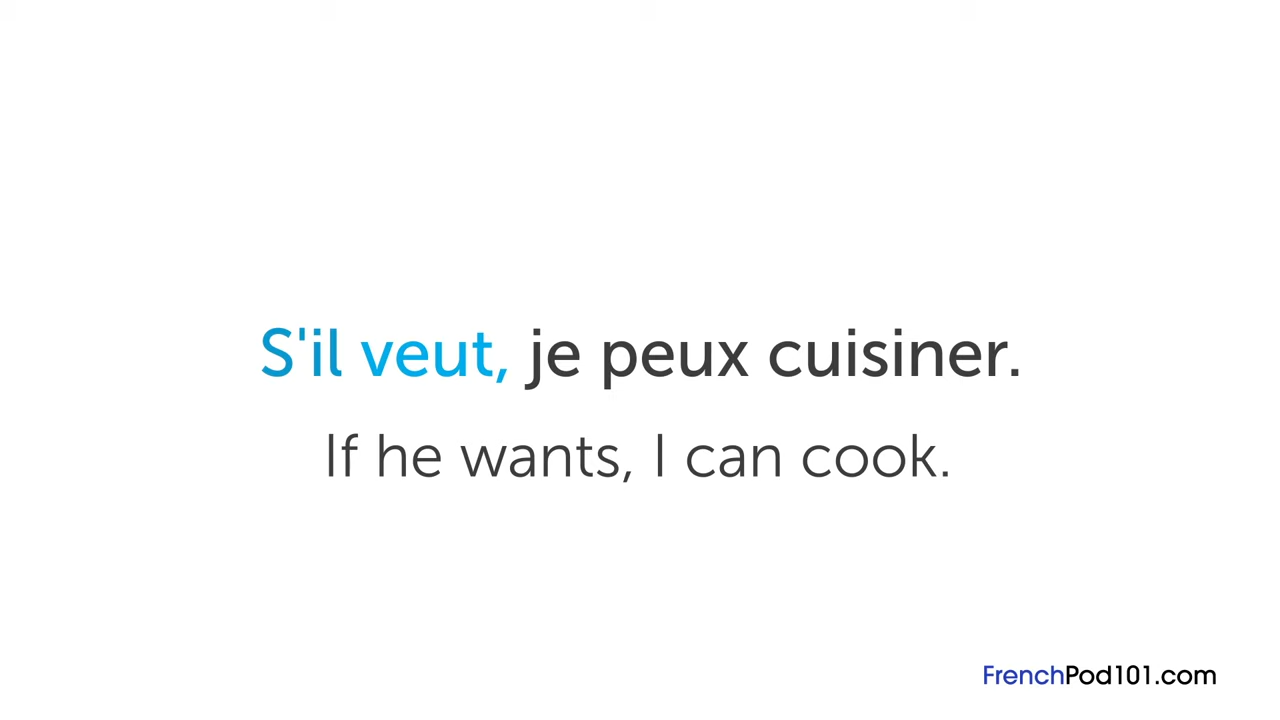 S'il veut, je peux cuisiner.
If he wants, I can cook.
FrenchPod101.com